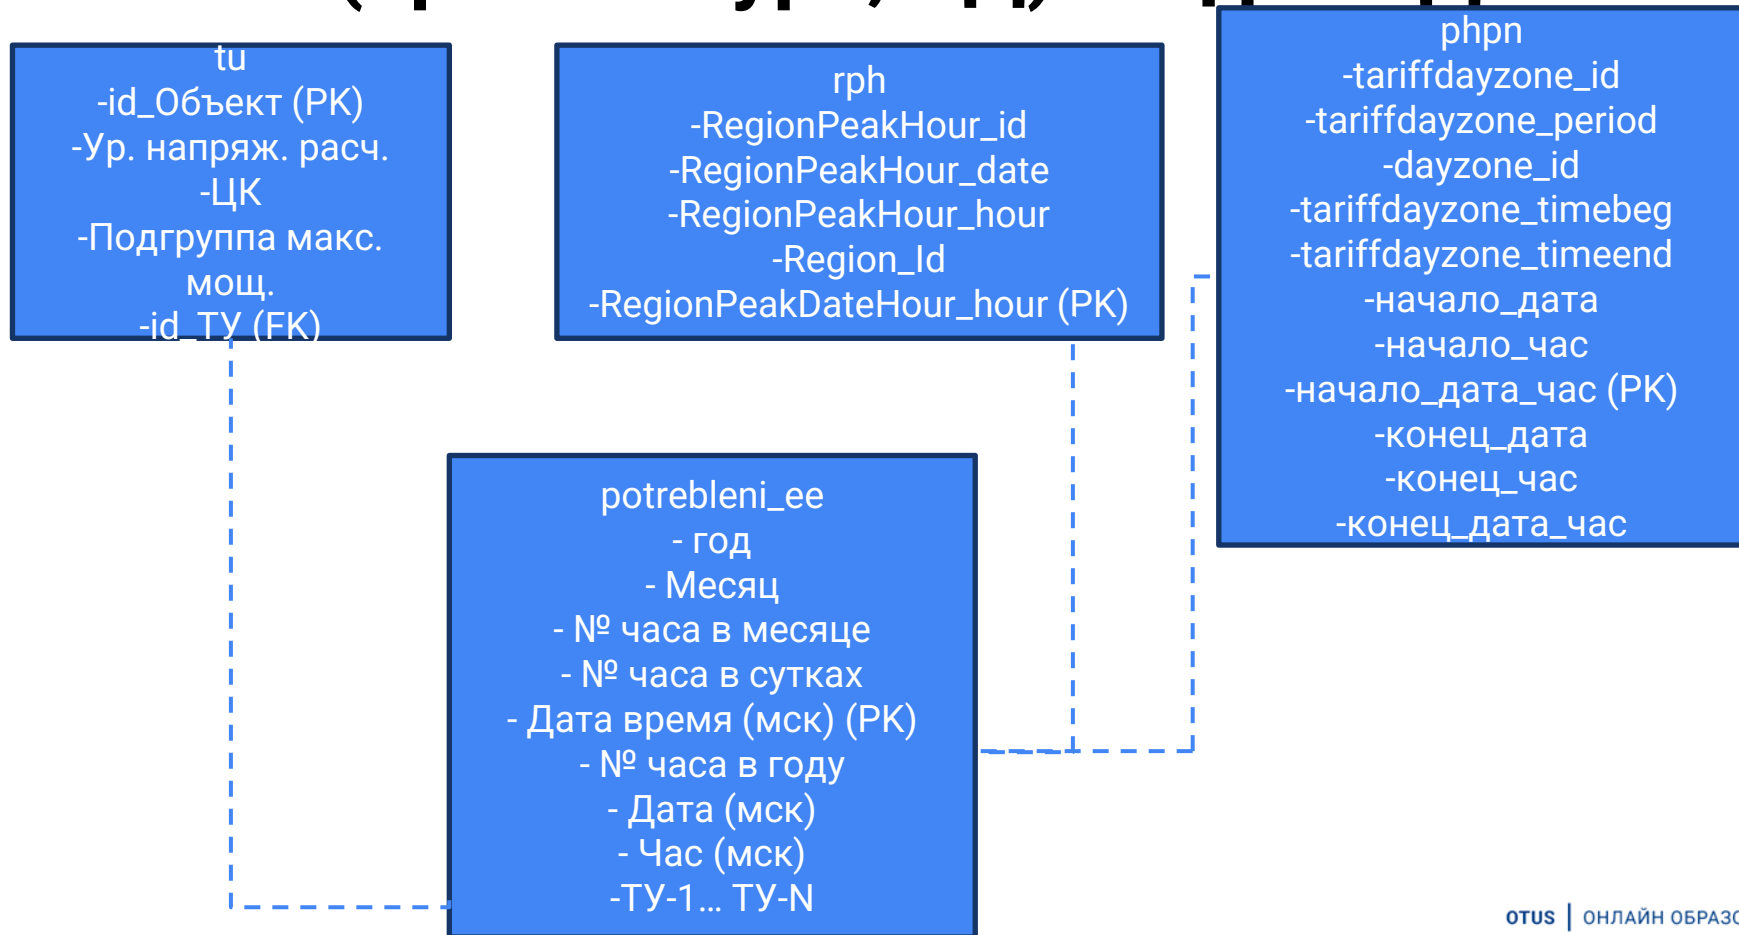 tu
-id_Объект (PK)
-Ур. напряж. расч.
-ЦК
-Подгруппа макс.
мощ.
-id_ТУ (FK)
rph
-RegionPeakHour_id
-RegionPeakHour_date
-RegionPeakHour_hour
-Region_Id
-RegionPeakDateHour_hour (PK)
phpn
-tariffdayzone_id
-tariffdayzone_period
-dayzone_id
-tariffdayzone_timebeg
-tariffdayzone_timeend
-начало_дата
-начало_час
-начало_дата_час (PK)
-конец_дата
-конец_час
-конец_дата_час
potrebleni_ee
- год
- Месяц
- № часа в месяце
- № часа в сутках
- Дата время (мск) (PK)
- № часа в году
- Дата (мск)
- Час (мск)
-ТУ-1... ТУ-N
OTUS | ОНЛАЙН ОБРАЗО